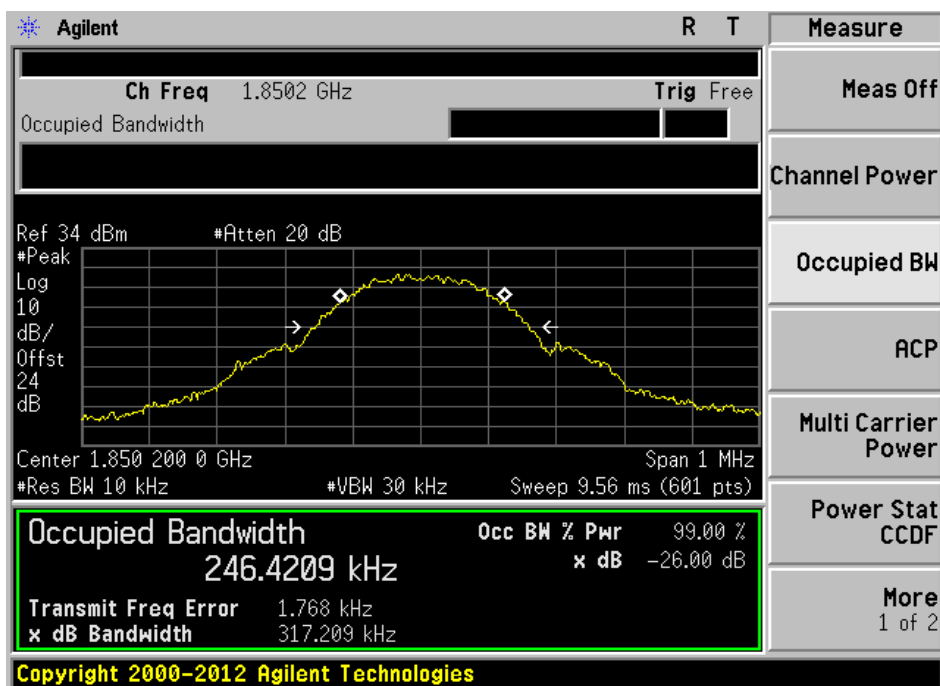 Agilent R T Measure
Ch Freq 1.8502 GHz Trig Free
Occupied Bandwidth
Meas Off
Channel Power
Ref 34 dBm #Atten 20 dB
#Peak
Log
10
dB/
Offst
24
dB
Occupied BW
ACP
Multi Carrier
Power
Center 1.850 200 0 GHz Span 1 MHz
#Res BW 10 kHz #VBW 30 kHz Sweep 9.56 ms (601 pts)
Occupied Bandwidth
246.4209 kHz
Occ BW % Pwr 99.00 %
x dB -26.00 dB
Transmit Freq Error 1.768 kHz
x dB Bandwidth 317.209 kHz
Power Stat
CCDF
More
1 of 2
Copyright 2000-2012 Agilent Technologies